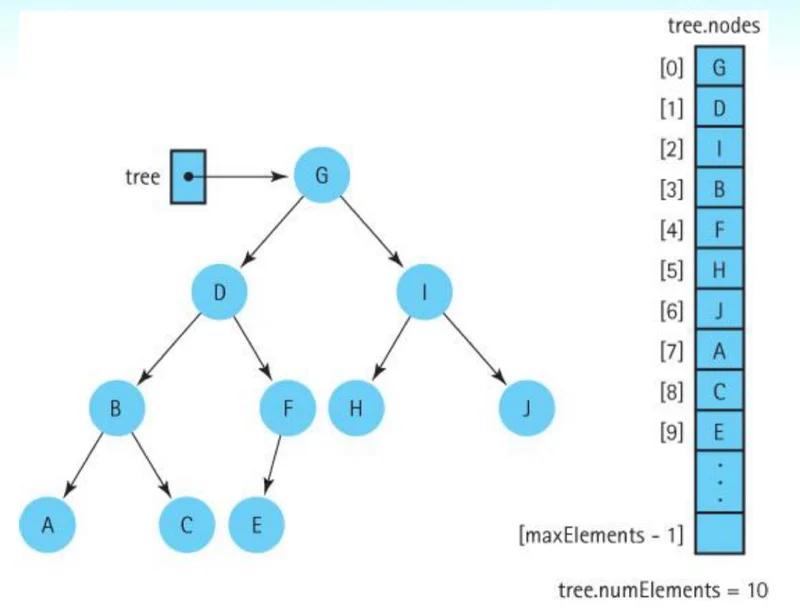 tree.nodes
[0] G
[1] D
[2] I
[3] B
[4] F
[5] H
[6] J
[7] A
[8] C
[9] E
[maxElements - 1]
tree.numElements = 10
tree
G
D I
B F H J
A C E